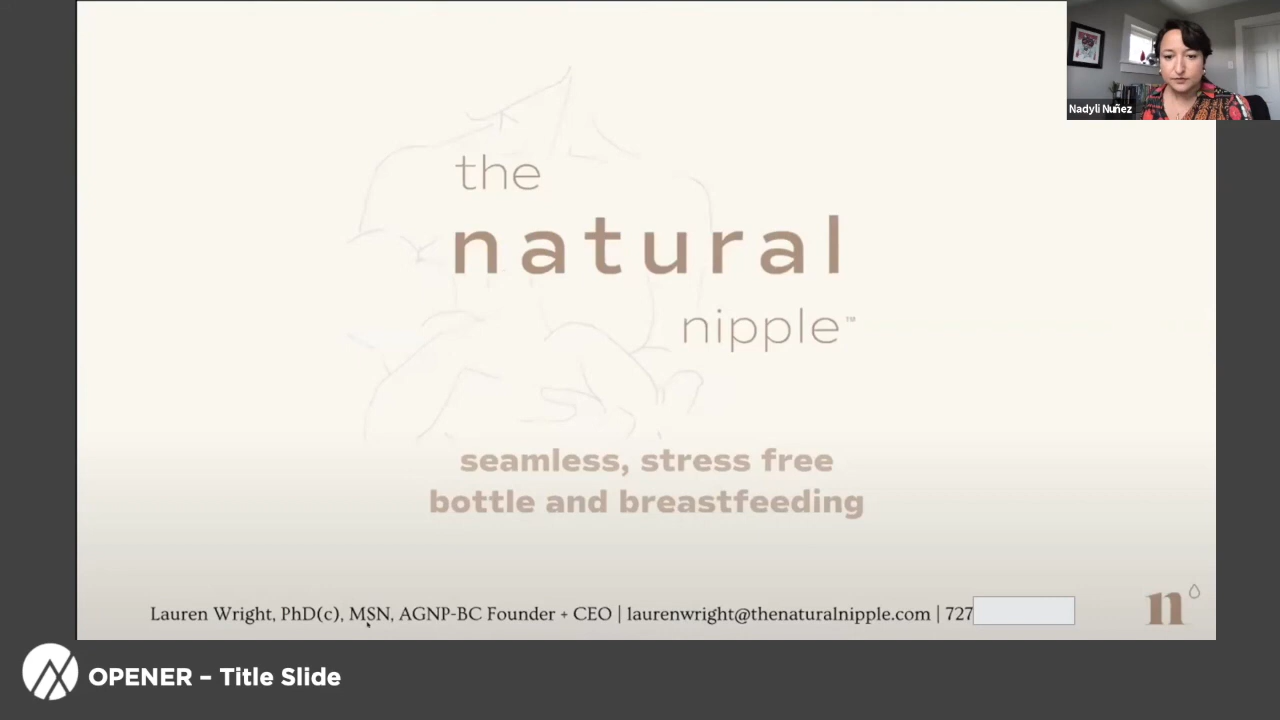 Nadyli Nuñez
the
natural
nipple™
seamless, stress free
bottle and breastfeeding
Lauren Wright, PhD(c), MSN, AGNP-BC Founder + CEO | laurenwright@thenaturalnipple.com | 727
n
OPENER – Title Slide